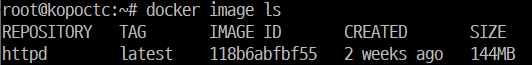 root@kopoctc:~# docker image ls
REPOSITORY TAG IMAGE ID CREATED SIZE
httpd latest 118b6abfbf55 2 weeks ago 144MB